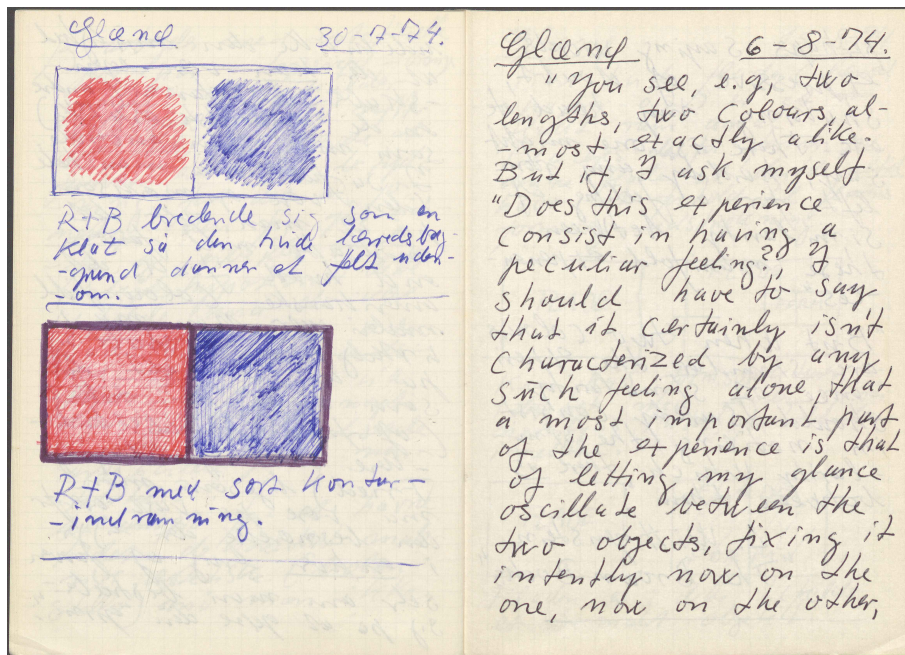 Glænø 30-7-74.
R+B bredende sig som en
klat så den hvide lærredsbag-
-grund danner et felt uden-
-om.
R+B med sort kontur-
-indramning.
Glænø 6-8-74.
"You see, e.g, two
lengths, two colours, al-
-most exactly alike.
But if I ask myself
"Does this experience
consist in having a
peculiar feeling?", I
should have to say
that it certainly isn't
characterized by any
such feeling alone, that
a most important part
of the experience is that
of letting my glance
oscillate between the
two objects, fixing it
intently now on the
one, now on the other,